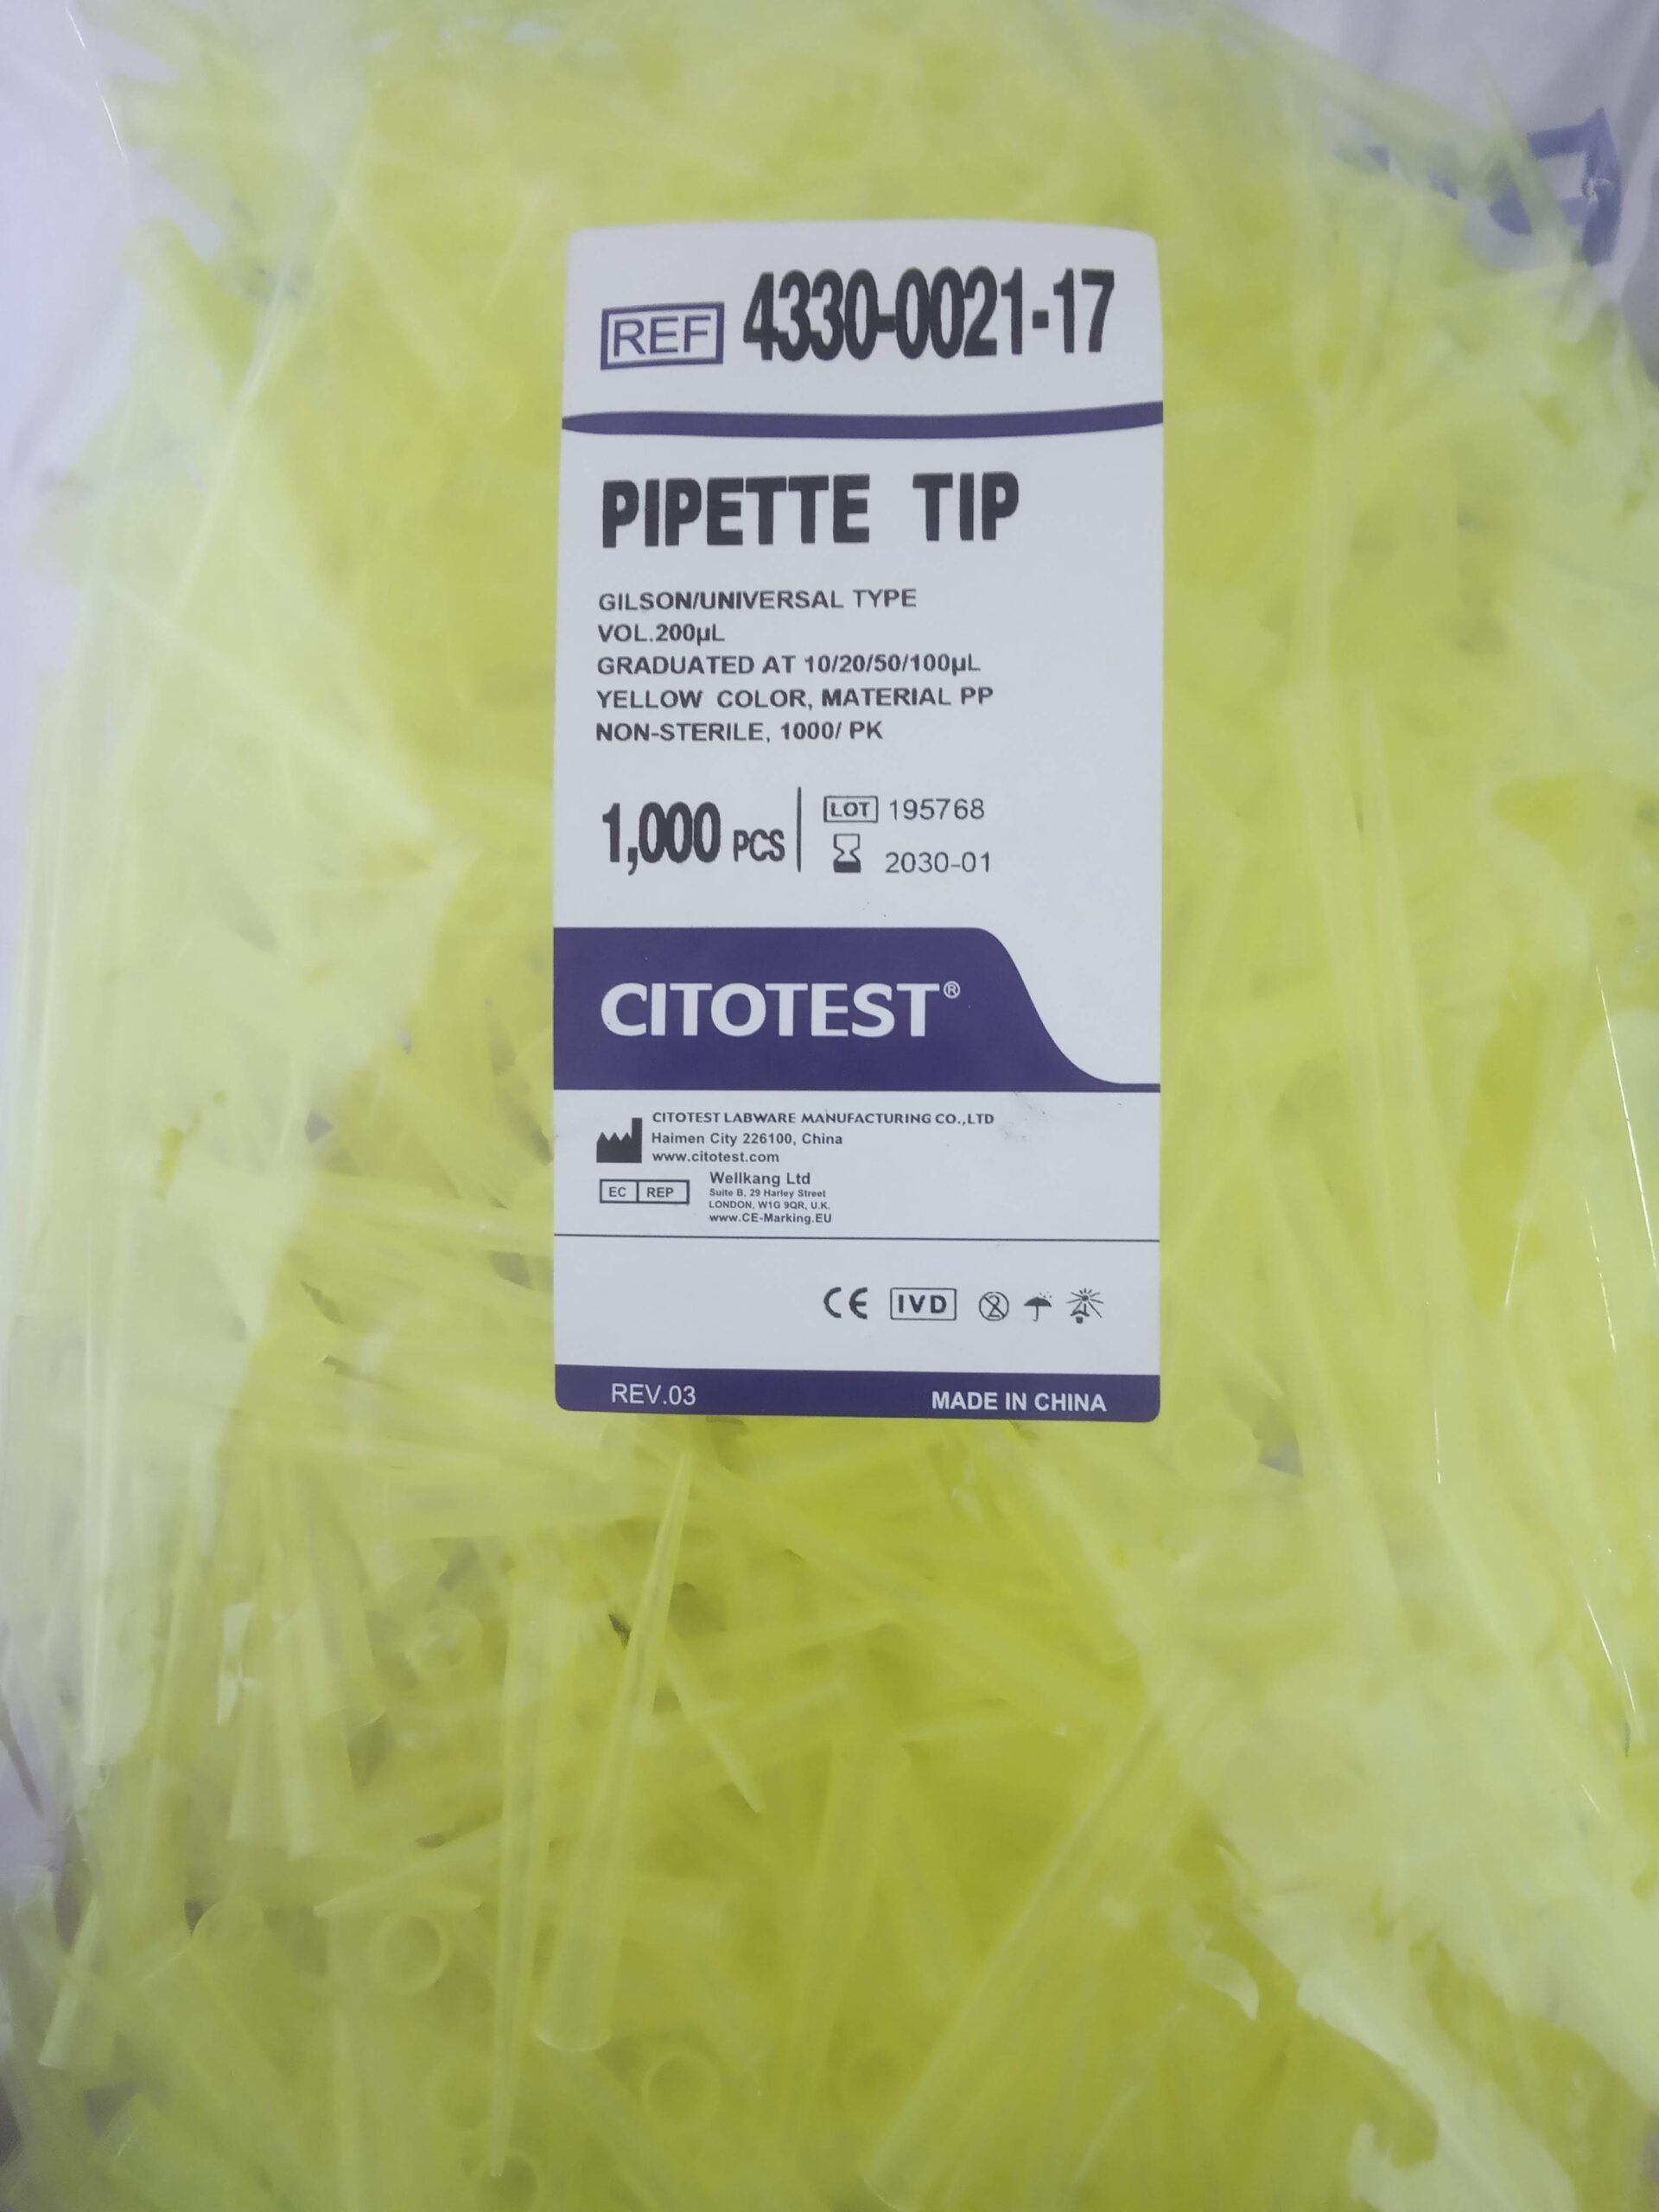 REF 4330-0021-17
PIPETTE TIP
GILSON/UNIVERSAL TYPE
VOL.200µL
GRADUATED AT 10/20/50/100µL
YELLOW COLOR, MATERIAL PP
NON-STERILE, 1000/ PK
1,000 PCS
LOT 195768
2030-01
CITOTEST®
CITOTEST LABWARE MANUFACTURING CO.,LTD
Haimen City 226100, China
www.citotest.com
EC REP
Wellkang Ltd
Suite B, 29 Harley Street
LONDON, W1G 9QR, U.K.
www.CE-Marking.EU
CE IVD 2
REV.03 MADE IN CHINA